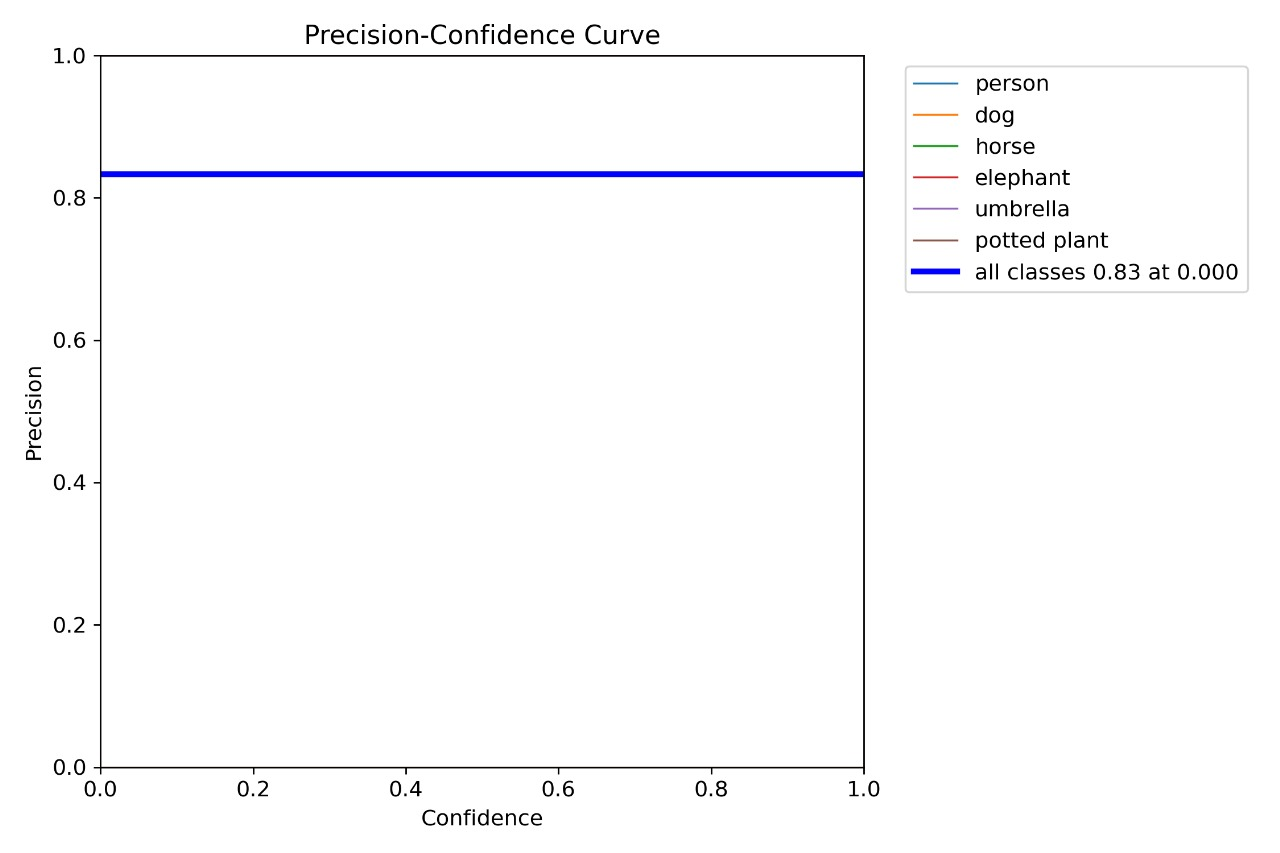 Precision-Confidence Curve
1.0
0.8
0.6
0.4
0.2
0.0
Precision
0.0 0.2 0.4 0.6 0.8 1.0
Confidence
person
dog
horse
elephant
umbrella
potted plant
all classes 0.83 at 0.000